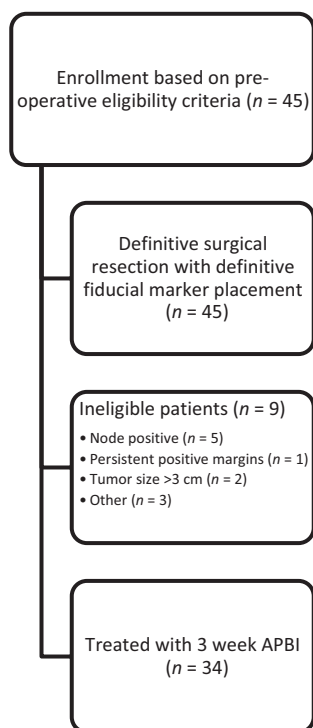 Enrollment based on pre-
operative eligibility criteria (n = 45)
Definitive surgical
resection with definitive
fiducial marker placement
(n = 45)
Ineligible patients (n = 9)
• Node positive (n = 5)
• Persistent positive margins (n = 1)
• Tumor size >3 cm (n = 2)
• Other (n = 3)
Treated with 3 week APBI
(n = 34)